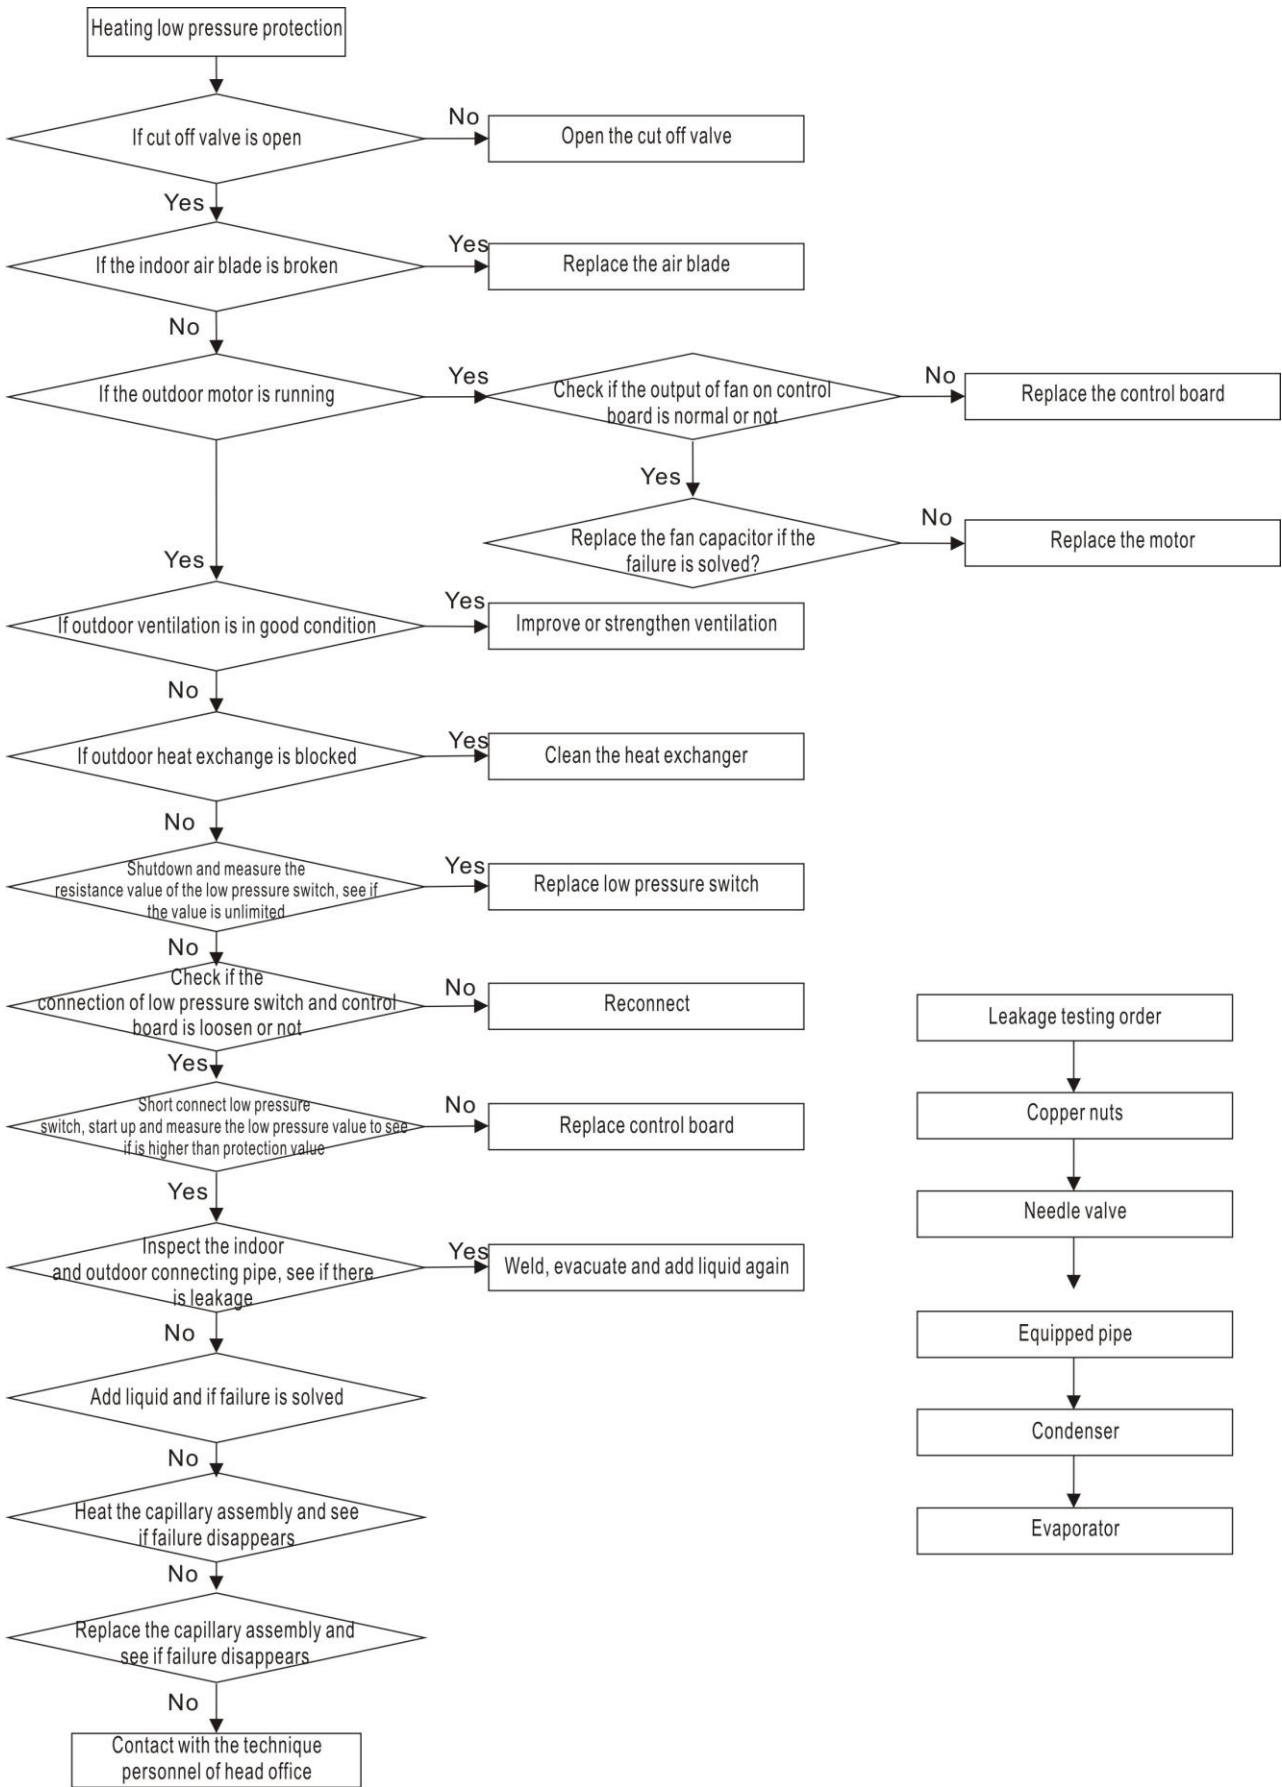 Heating low pressure protection
If cut off valve is open
No
Open the cut off valve
Yes
If the indoor air blade is broken
Yes
Replace the air blade
No
If the outdoor motor is running
Yes
Check if the output of fan on control
board is normal or not
No
Replace the control board
Yes
Replace the fan capacitor if the
failure is solved?
No
Replace the motor
Yes
If outdoor ventilation is in good condition
Yes
Improve or strengthen ventilation
No
If outdoor heat exchange is blocked
Yes
Clean the heat exchanger
No
Shutdown and measure the
resistance value of the low pressure switch, see if
the value is unlimited
Yes
Replace low pressure switch
No
Check if the
connection of low pressure switch and control
board is loosen or not
No
Reconnect
Yes
Short connect low pressure
switch, start up and measure the low pressure value to see
if is higher than protection value
No
Replace control board
Yes
Inspect the indoor
and outdoor connecting pipe, see if there
is leakage
Yes
Weld, evacuate and add liquid again
No
Add liquid and if failure is solved
No
Heat the capillary assembly and see
if failure disappears
No
Replace the capillary assembly and
see if failure disappears
No
Contact with the technique
personnel of head office
Leakage testing order
Copper nuts
Needle valve
Equipped pipe
Condenser
Evaporator